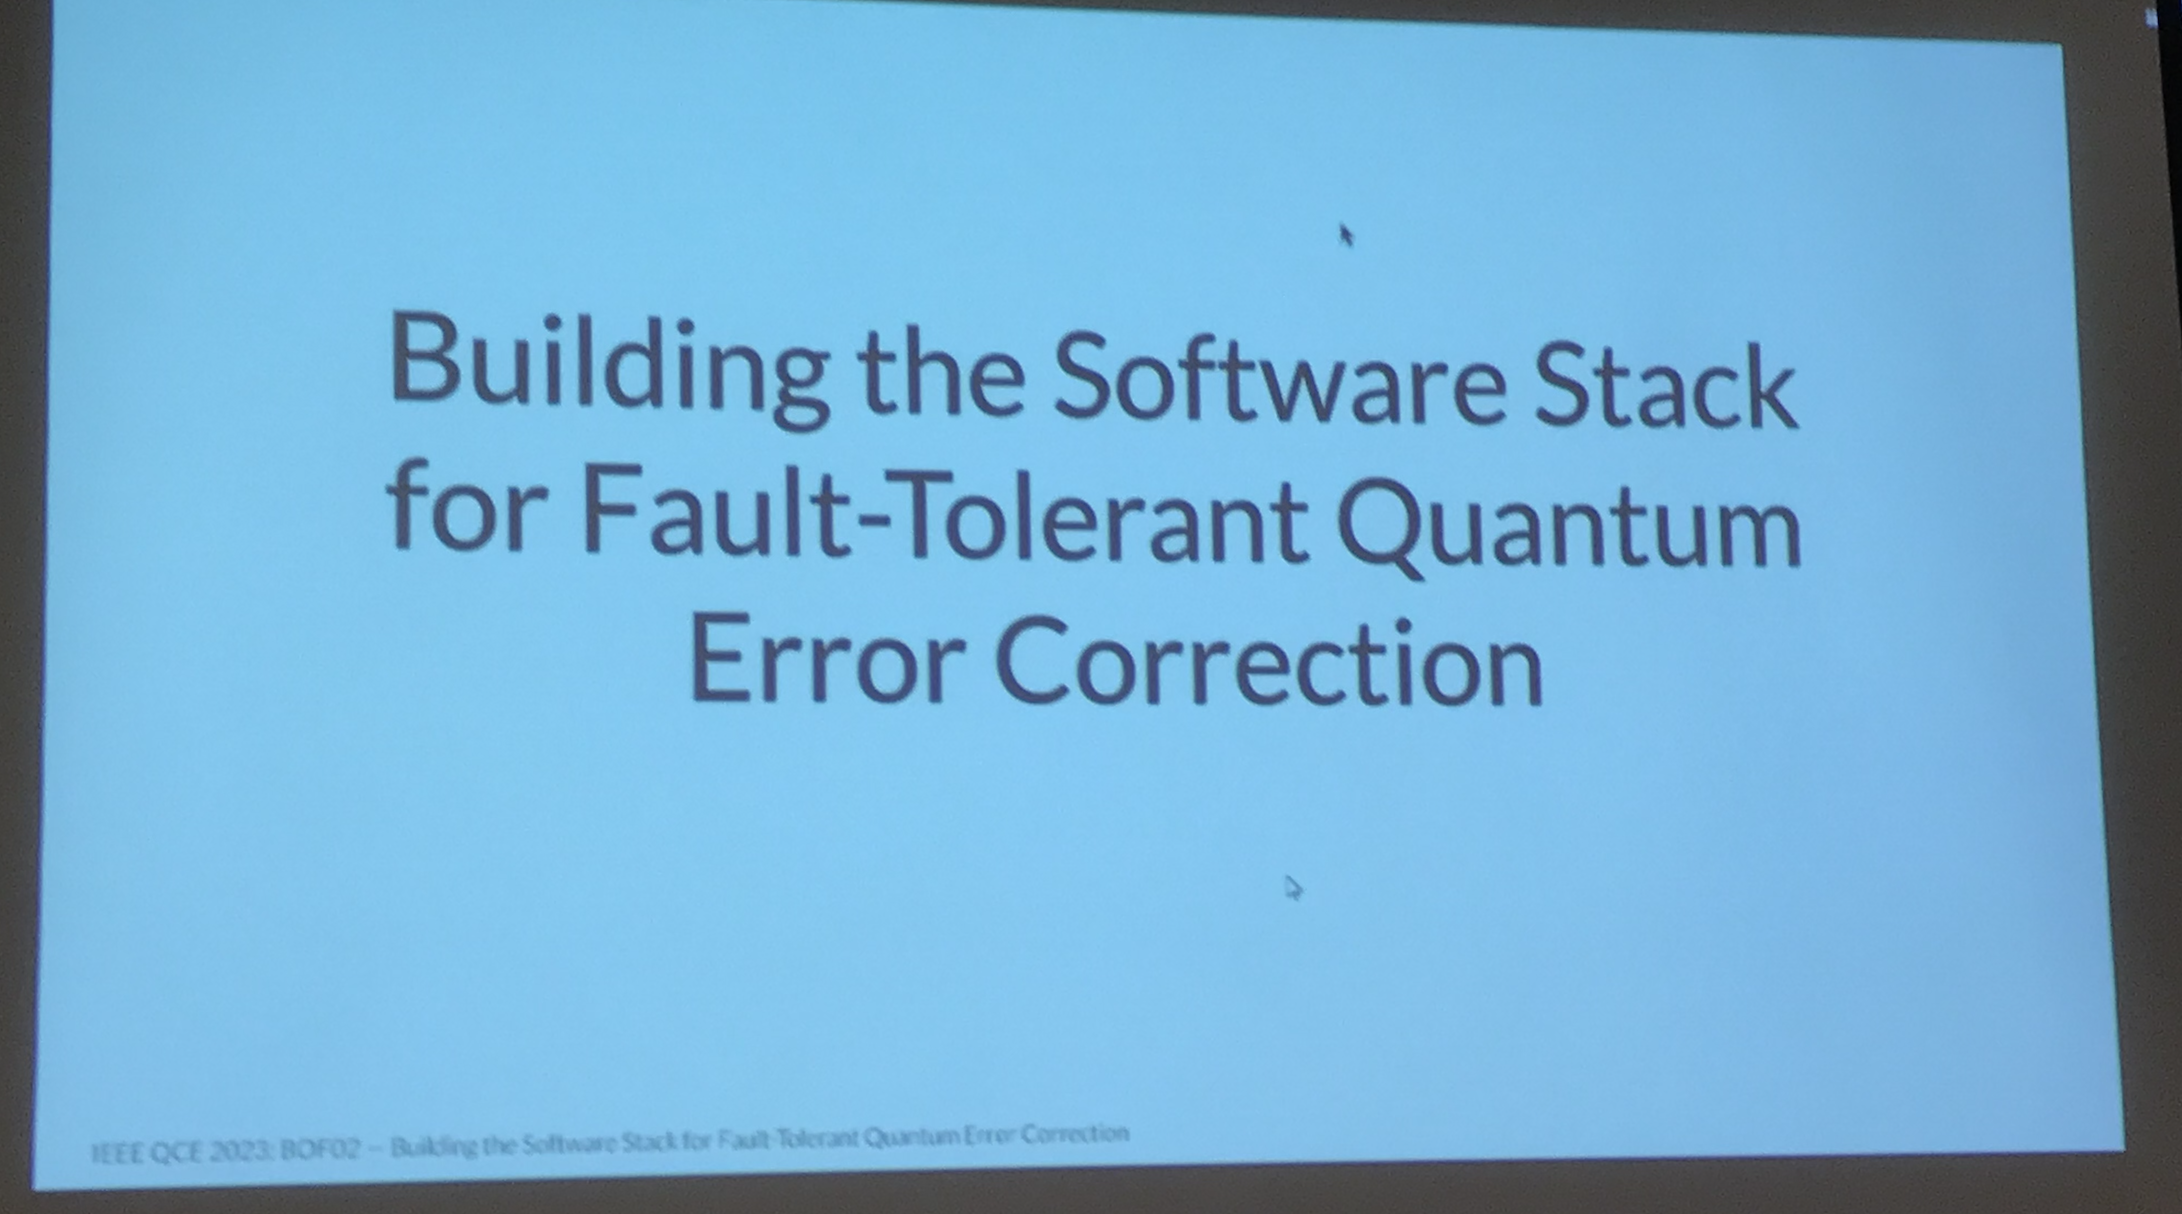 Building the Software Stack
for Fault-Tolerant Quantum
Error Correction
IEEE QCE 2023: BOF02 – Building the Software Stack for Fault-Tolerant Quantum Error Correction